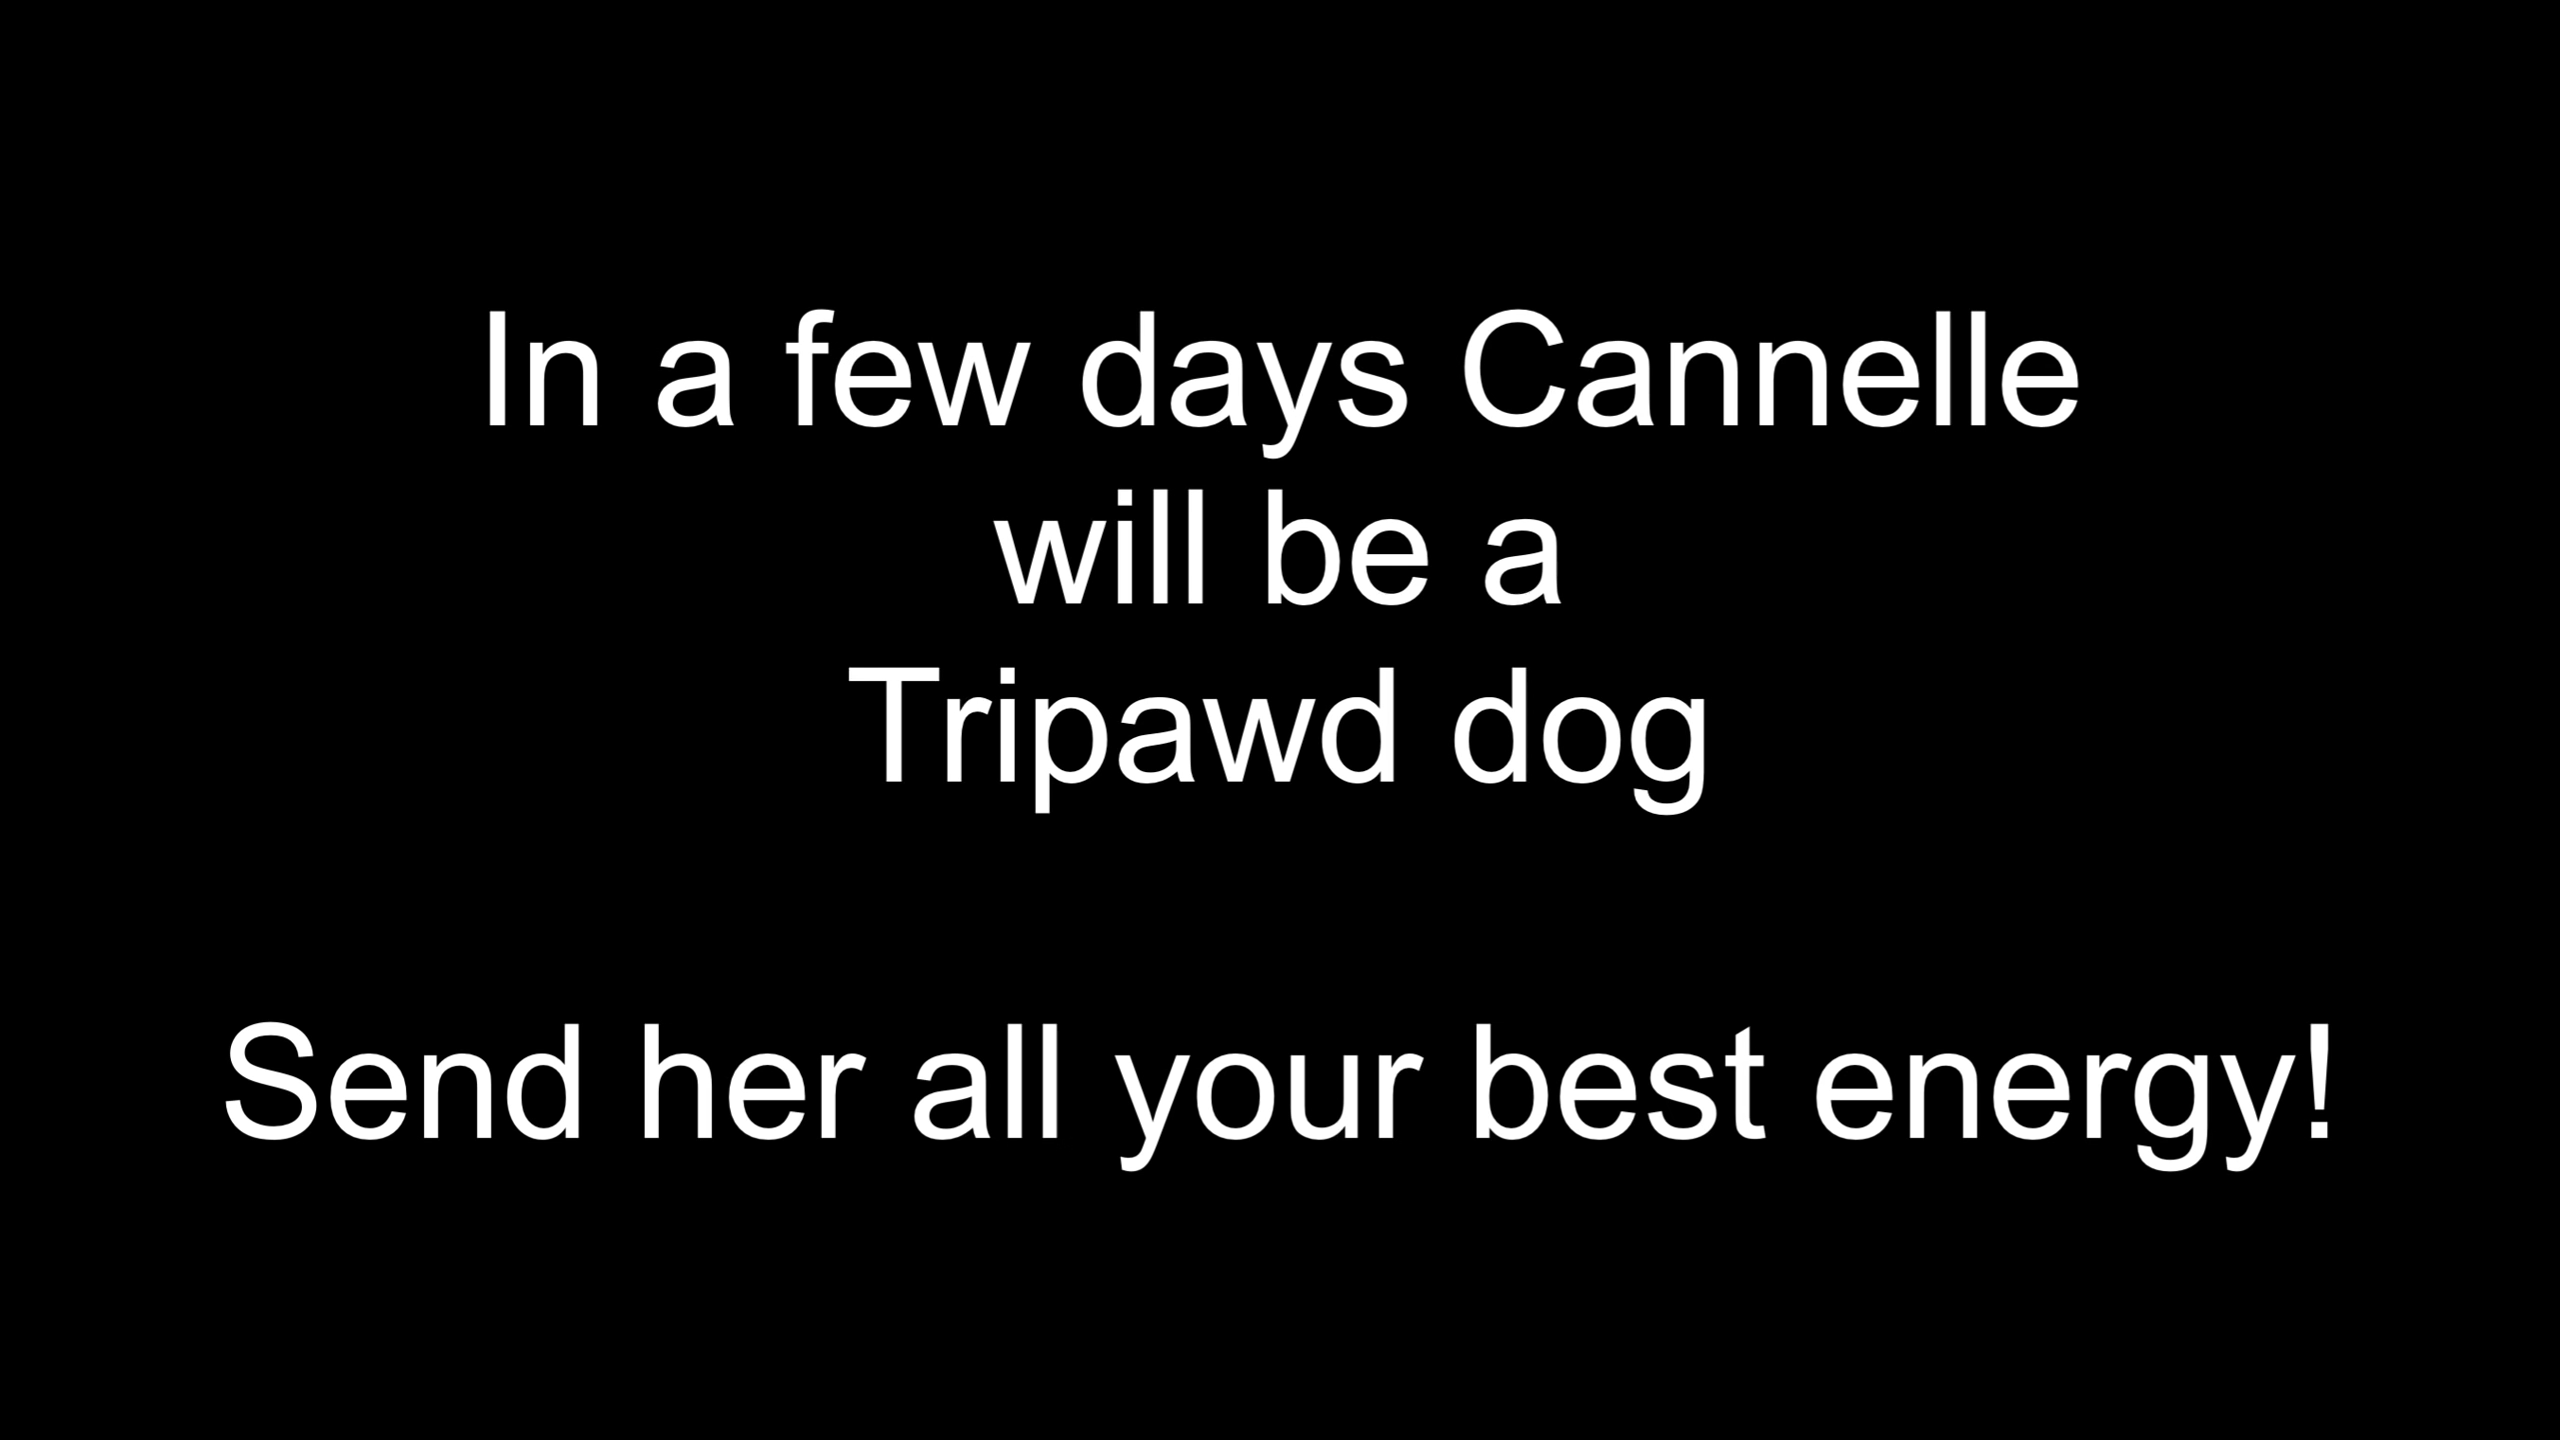 In a few days Cannelle
will be a
Tripawd dog
Send her all your best energy!